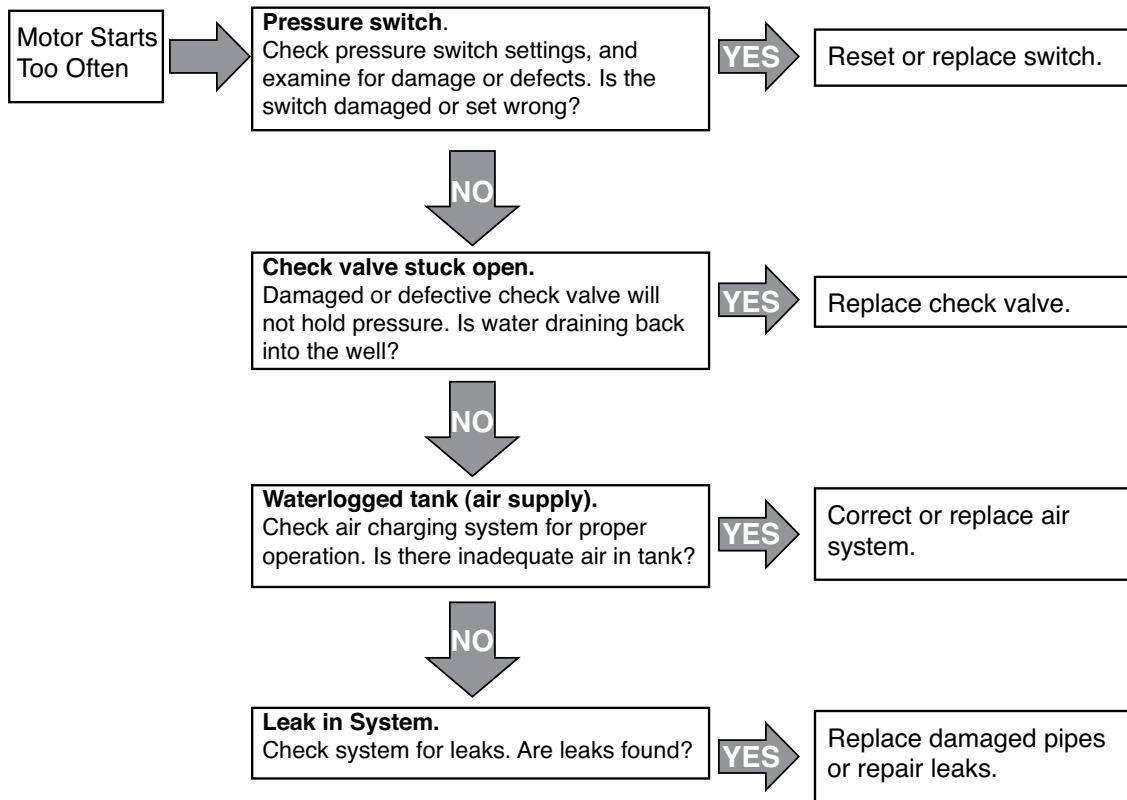 Motor Starts
Too Often
Pressure switch.
Check pressure switch settings, and
examine for damage or defects. Is the
switch damaged or set wrong?
YES
Reset or replace switch.
NO
Check valve stuck open.
Damaged or defective check valve will
not hold pressure. Is water draining back
into the well?
YES
Replace check valve.
NO
Waterlogged tank (air supply).
Check air charging system for proper
operation. Is there inadequate air in tank?
YES
Correct or replace air
system.
NO
Leak in System.
Check system for leaks. Are leaks found?
YES
Replace damaged pipes
or repair leaks.